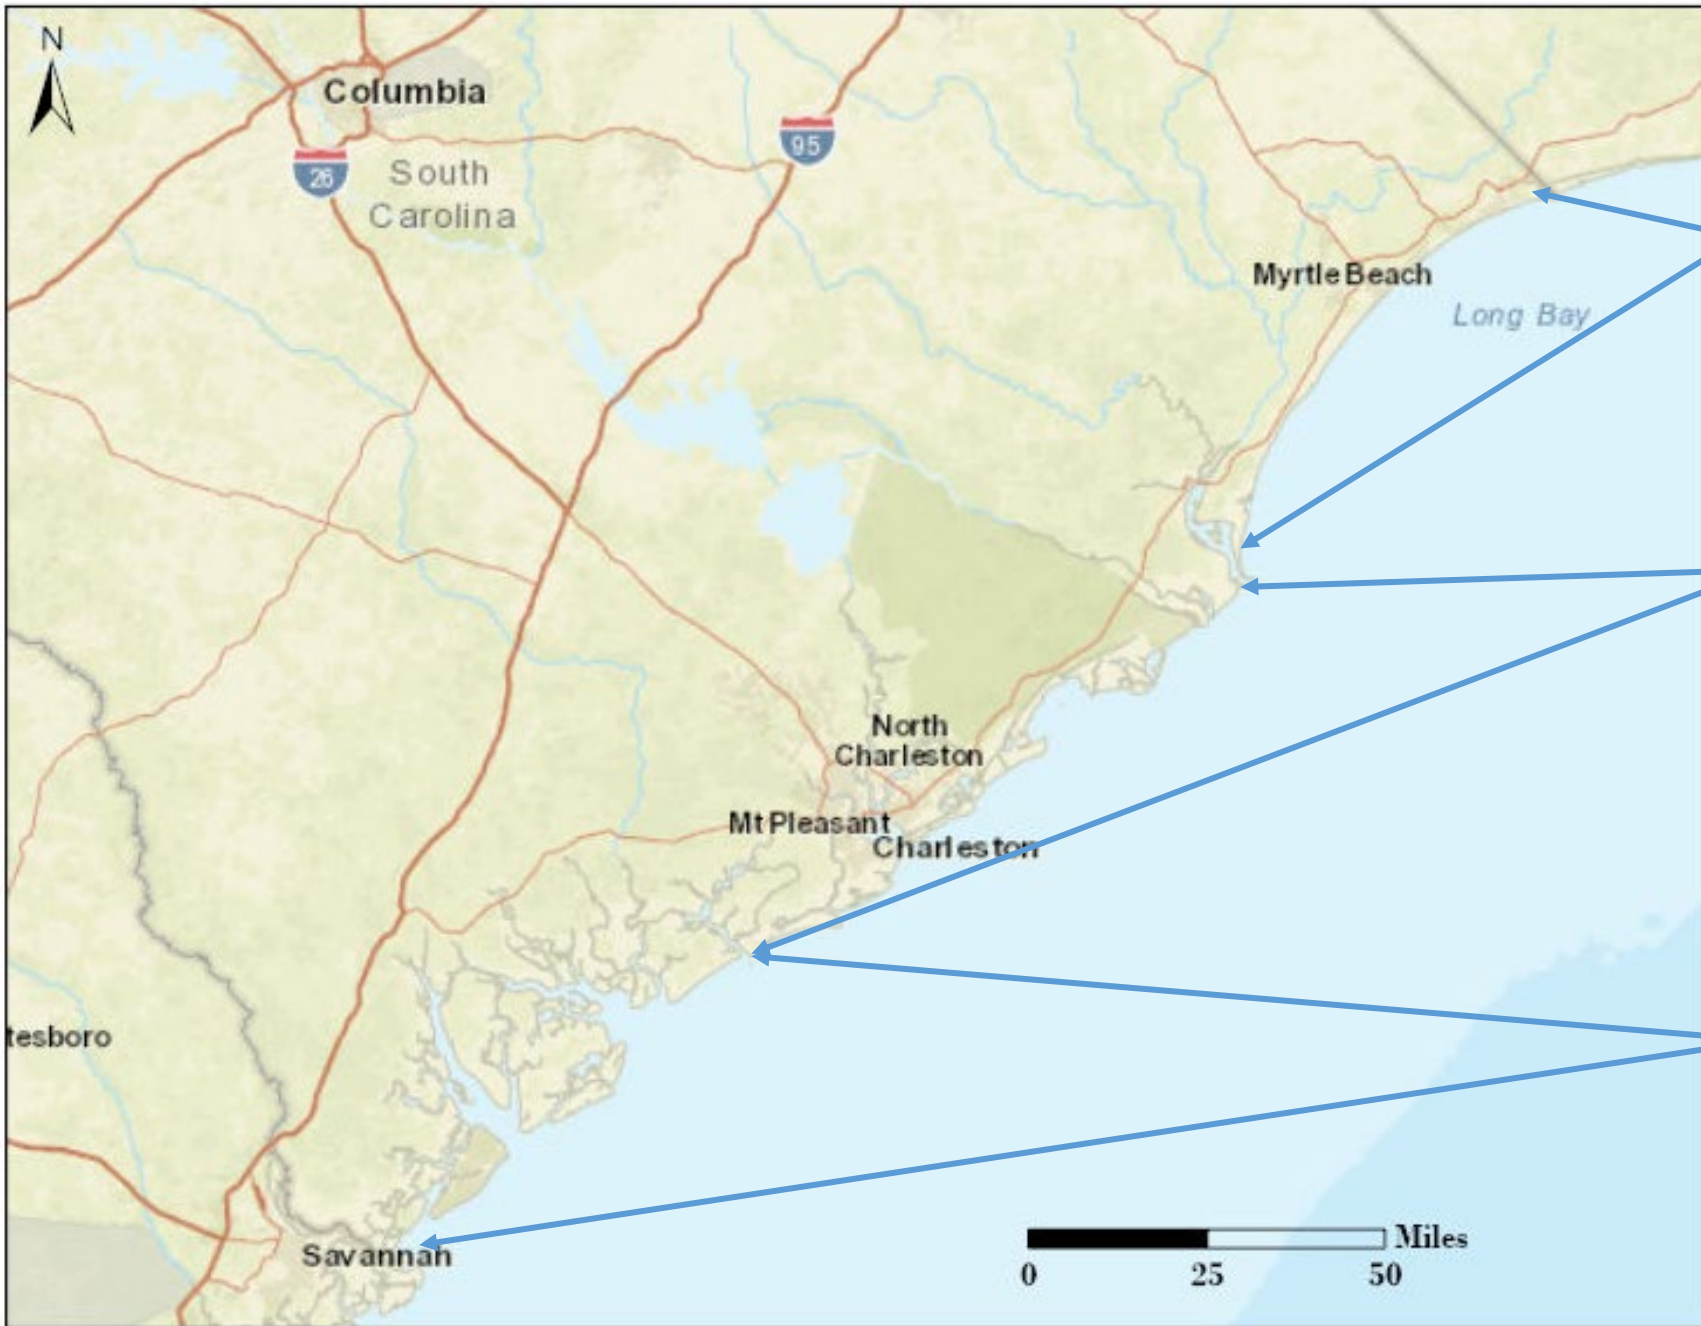 N
Columbia
95
26
South
Carolina
Myrtle Beach
Long Bay
North
Charleston
Mt Pleasant
Charleston
tesboro
Savannah
Miles
0 25 50